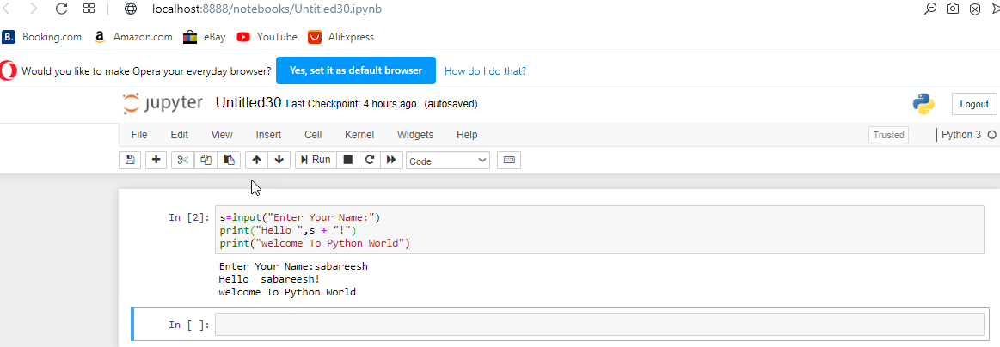 localhost:8888/notebooks/Untitled30.ipynb
B. Booking.com a Amazon.com eBay YouTube AliExpress
Would you like to make Opera your everyday browser? Yes, set it as default browser How do I do that?
jupyter Untitled30 Last Checkpoint: 4 hours ago (autosaved) Logout
File Edit View Insert Cell Kernel Widgets Help Trusted Python 3
Run Code
In [2]: s=input("Enter Your Name:")
print("Hello ",s + "!")
print("welcome To Python World")
Enter Your Name:sabareesh
Hello  sabareesh!
welcome To Python World
In [ ]: